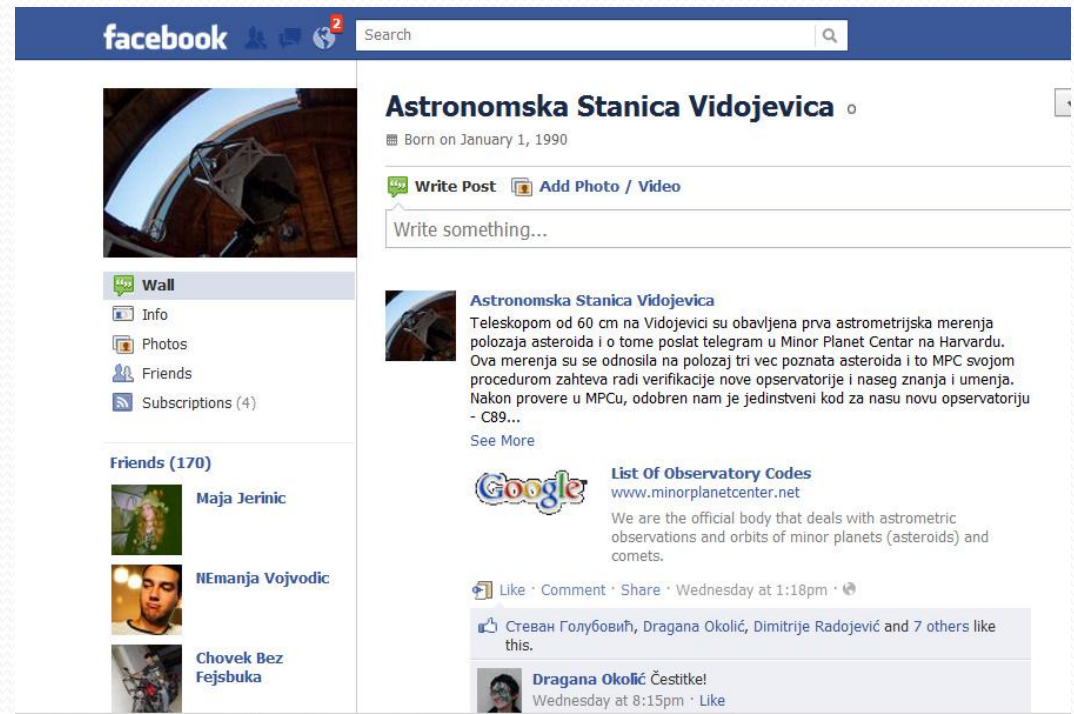 facebook
2
Search
Astronomska Stanica Vidojevica
Born on January 1, 1990
Write Post Add Photo / Video
Write something...
Wall
Info
Photos
Friends
Subscriptions (4)
Friends (170)
Maja Jerinic
NEmanja Vojvodic
Chovek Bez
Fejsbuka
Astronomska Stanica Vidojevica
Teleskopom od 60 cm na Vidojevici su obavljena prva astrometrijska merenja
polozaja asteroida i o tome poslat telegram u Minor Planet Centar na Harvardu.
Ova merenja su se odnosila na polozaj tri vec poznata asteroida i to MPC svojom
procedurom zahteva radi verifikacije nove opservatorije i naseg znanja i umenja.
Nakon provere u MPCu, odobren nam je jedinstveni kod za nasu novu opservatoriju
- C89...
See More
Google
List Of Observatory Codes
www.minorplanetcenter.net
We are the official body that deals with astrometric
observations and orbits of minor planets (asteroids) and
comets.
Like · Comment · Share · Wednesday at 1:18pm ·
Стеван Голубовић, Dragana Okolić, Dimitrije Radojević and 7 others like
this.
Dragana Okolić Čestitke!
Wednesday at 8:15pm · Like